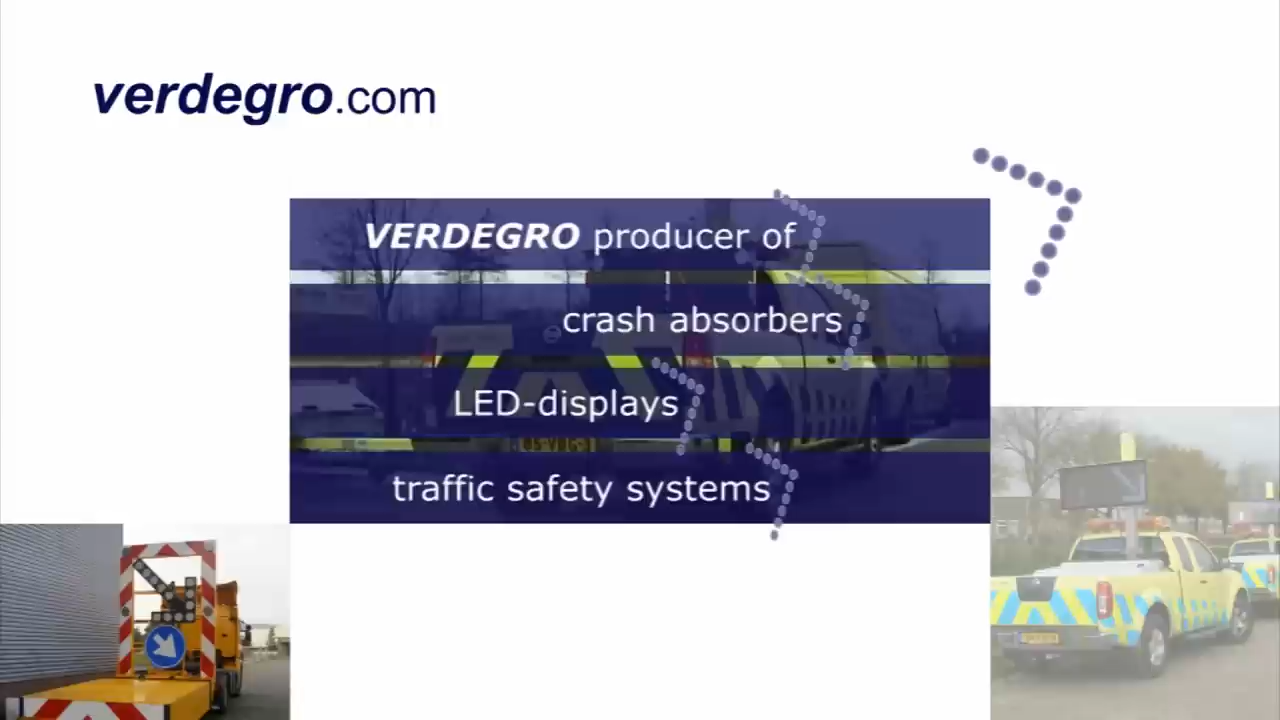 verdegro.com
VERDEGRO producer of
crash absorbers
LED-displays
traffic safety systems